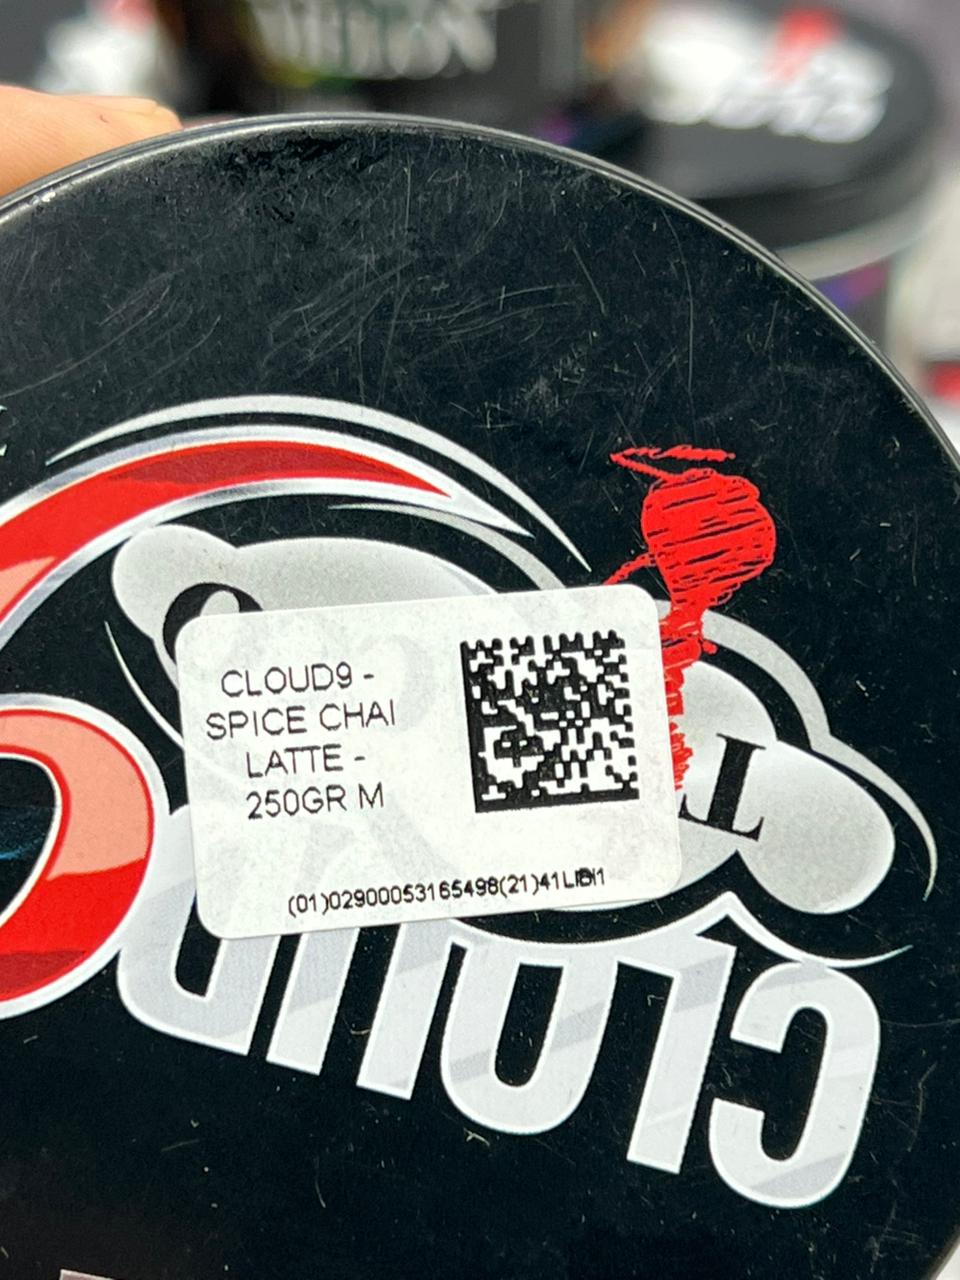 CLOUD9 -
SPICE CHAI
LATTE -
250GR M
(01)02900053165498(21)41LIBI1
CLOUD